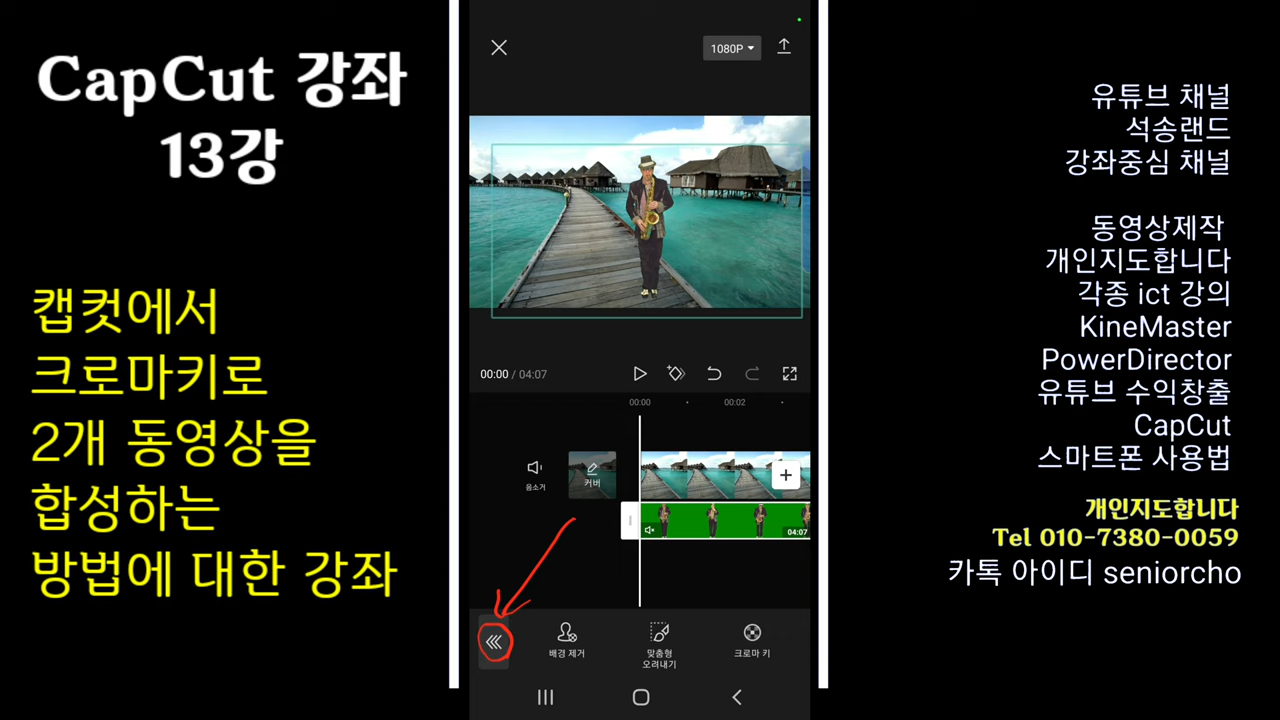 CapCut 강좌
13강
캡컷에서
크로마키로
2개 동영상을
합성하는
방법에 대한 강좌
1080P
00:00 / 04:07
00:00
00:02
음소거
커버
04:07
배경 제거
맞춤형
오려내기
크로마 키
유튜브 채널
석송랜드
강좌중심 채널
동영상제작
개인지도합니다
각종 ict 강의
KineMaster
PowerDirector
유튜브 수익창출
CapCut
스마트폰 사용법
개인지도합니다
Tel 010-7380-0059
카톡 아이디 seniorcho